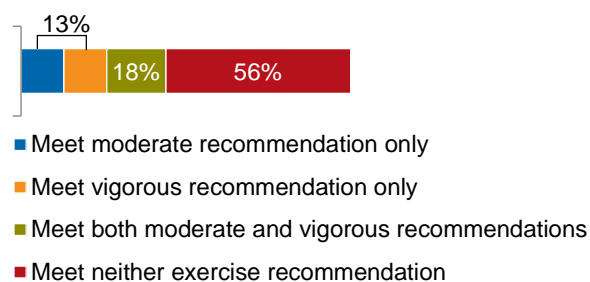 13%
18% 56%
Meet moderate recommendation only
Meet vigorous recommendation only
Meet both moderate and vigorous recommendations
Meet neither exercise recommendation